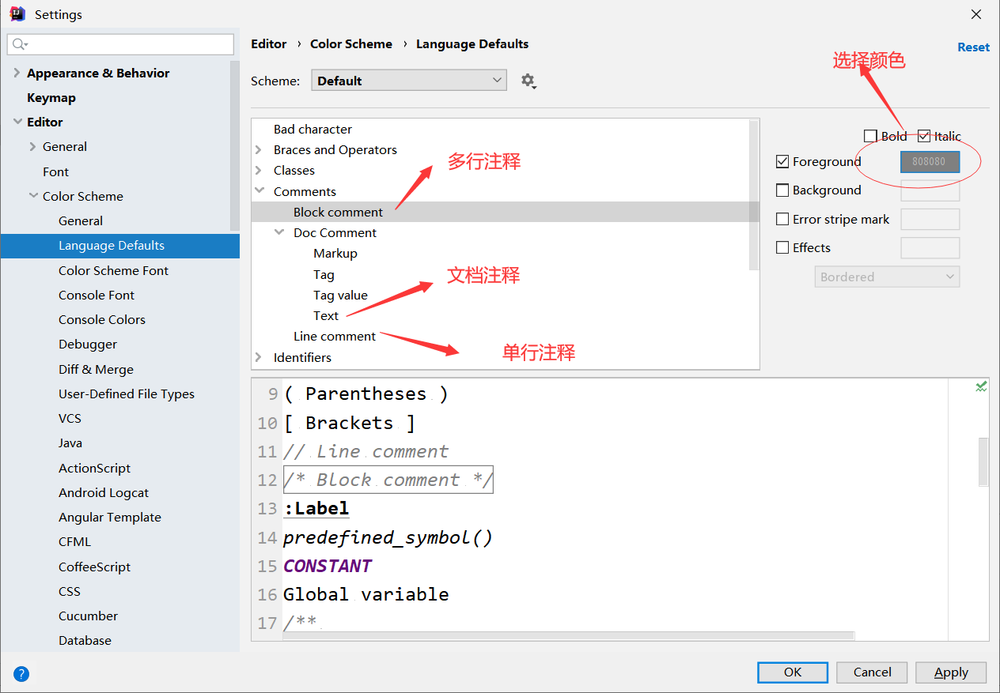 Settings
Appearance & Behavior
Keymap
Editor
General
Font
Color Scheme
General
Language Defaults
Color Scheme Font
Console Font
Console Colors
Debugger
Diff & Merge
User-Defined File Types
VCS
Java
ActionScript
Android Logcat
Angular Template
CFML
CoffeeScript
CSS
Cucumber
Database
Editor › Color Scheme › Language Defaults
Reset
选择颜色
Scheme: Default
Bad character
Braces and Operators
Classes
Comments
Block comment
Doc Comment
Markup
Tag
Tag value
Text
Line comment
Identifiers
多行注释
文档注释
单行注释
Bold Italic
Foreground 808080
Background
Error stripe mark
Effects
Bordered
9 ( Parentheses )
10 [ Brackets ]
11 // Line comment
12 /* Block comment */
13 :Label
14 predefined_symbol()
15 CONSTANT
16 Global variable
17 /**
?
OK Cancel Apply